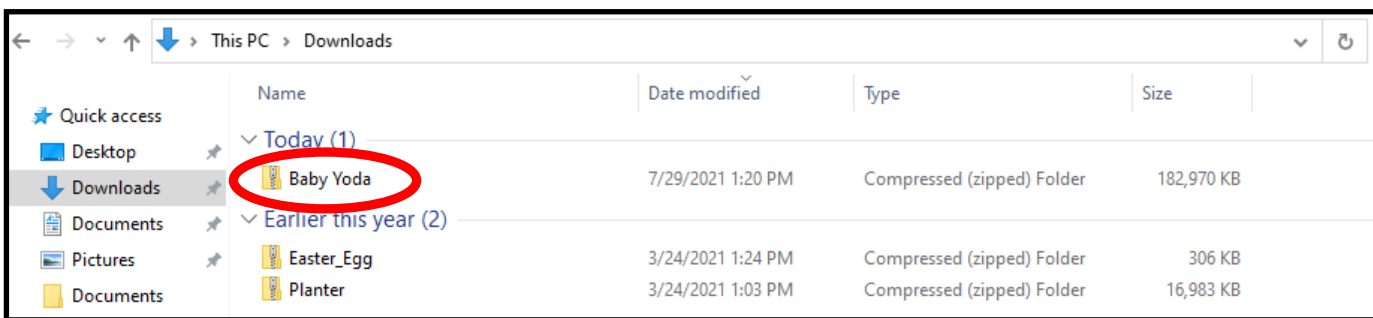 This PC > Downloads
Name Date modified Type Size
Quick access
Today (1)
Desktop
Baby Yoda 7/29/2021 1:20 PM Compressed (zipped) Folder 182,970 KB
Downloads
Earlier this year (2)
Documents
Easter_Egg 3/24/2021 1:24 PM Compressed (zipped) Folder 306 KB
Pictures
Planter 3/24/2021 1:03 PM Compressed (zipped) Folder 16,983 KB
Documents